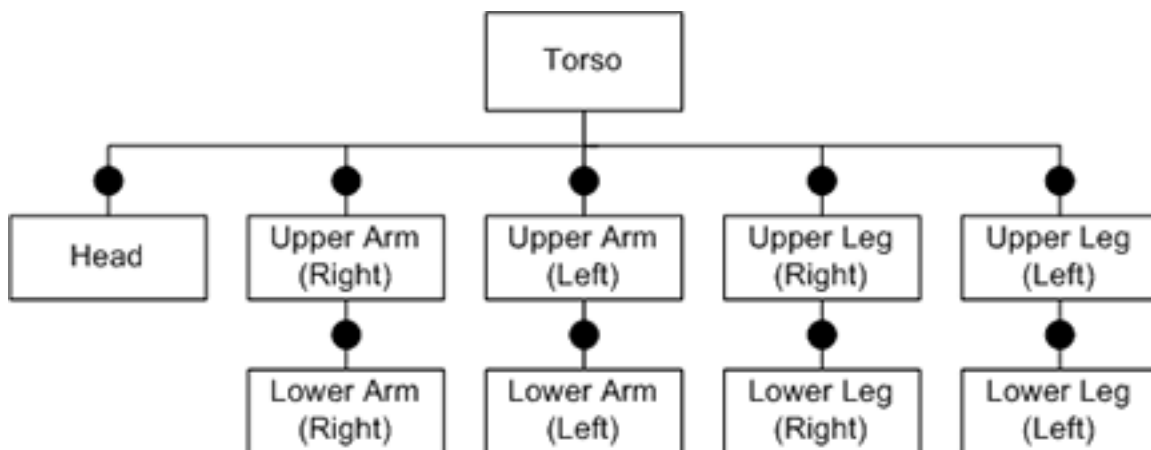 Torso
Head
Upper Arm
(Right)
Upper Arm
(Left)
Upper Leg
(Right)
Upper Leg
(Left)
Lower Arm
(Right)
Lower Arm
(Left)
Lower Leg
(Right)
Lower Leg
(Left)